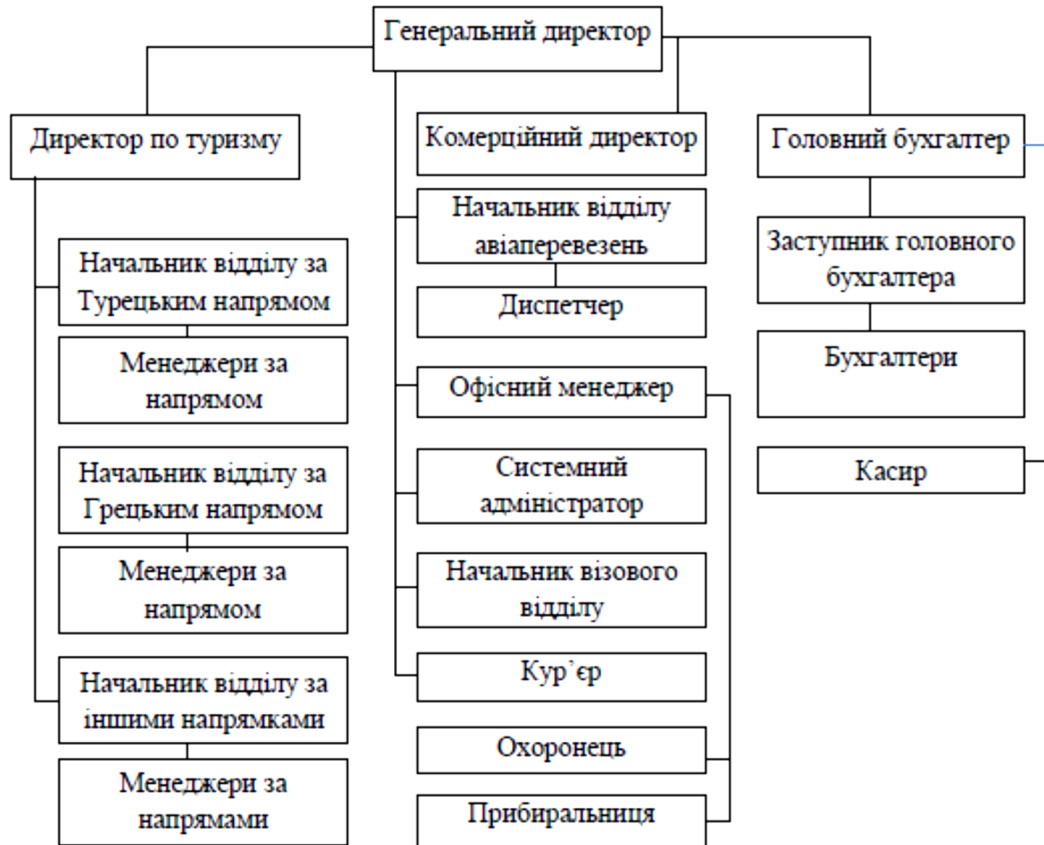 Генеральний директор
Директор по туризму
Начальник відділу за
Турецьким напрямом
Менеджери за
напрямом
Начальник відділу за
Грецьким напрямом
Менеджери за
напрямом
Начальник відділу за
іншими напрямками
Менеджери за
напрямами
Комерційний директор
Начальник відділу
авіаперевезень
Диспетчер
Офісний менеджер
Системний
адміністратор
Начальник візового
відділу
Кур’єр
Охоронець
Прибиральниця
Головний бухгалтер
Заступник головного
бухгалтера
Бухгалтери
Касир